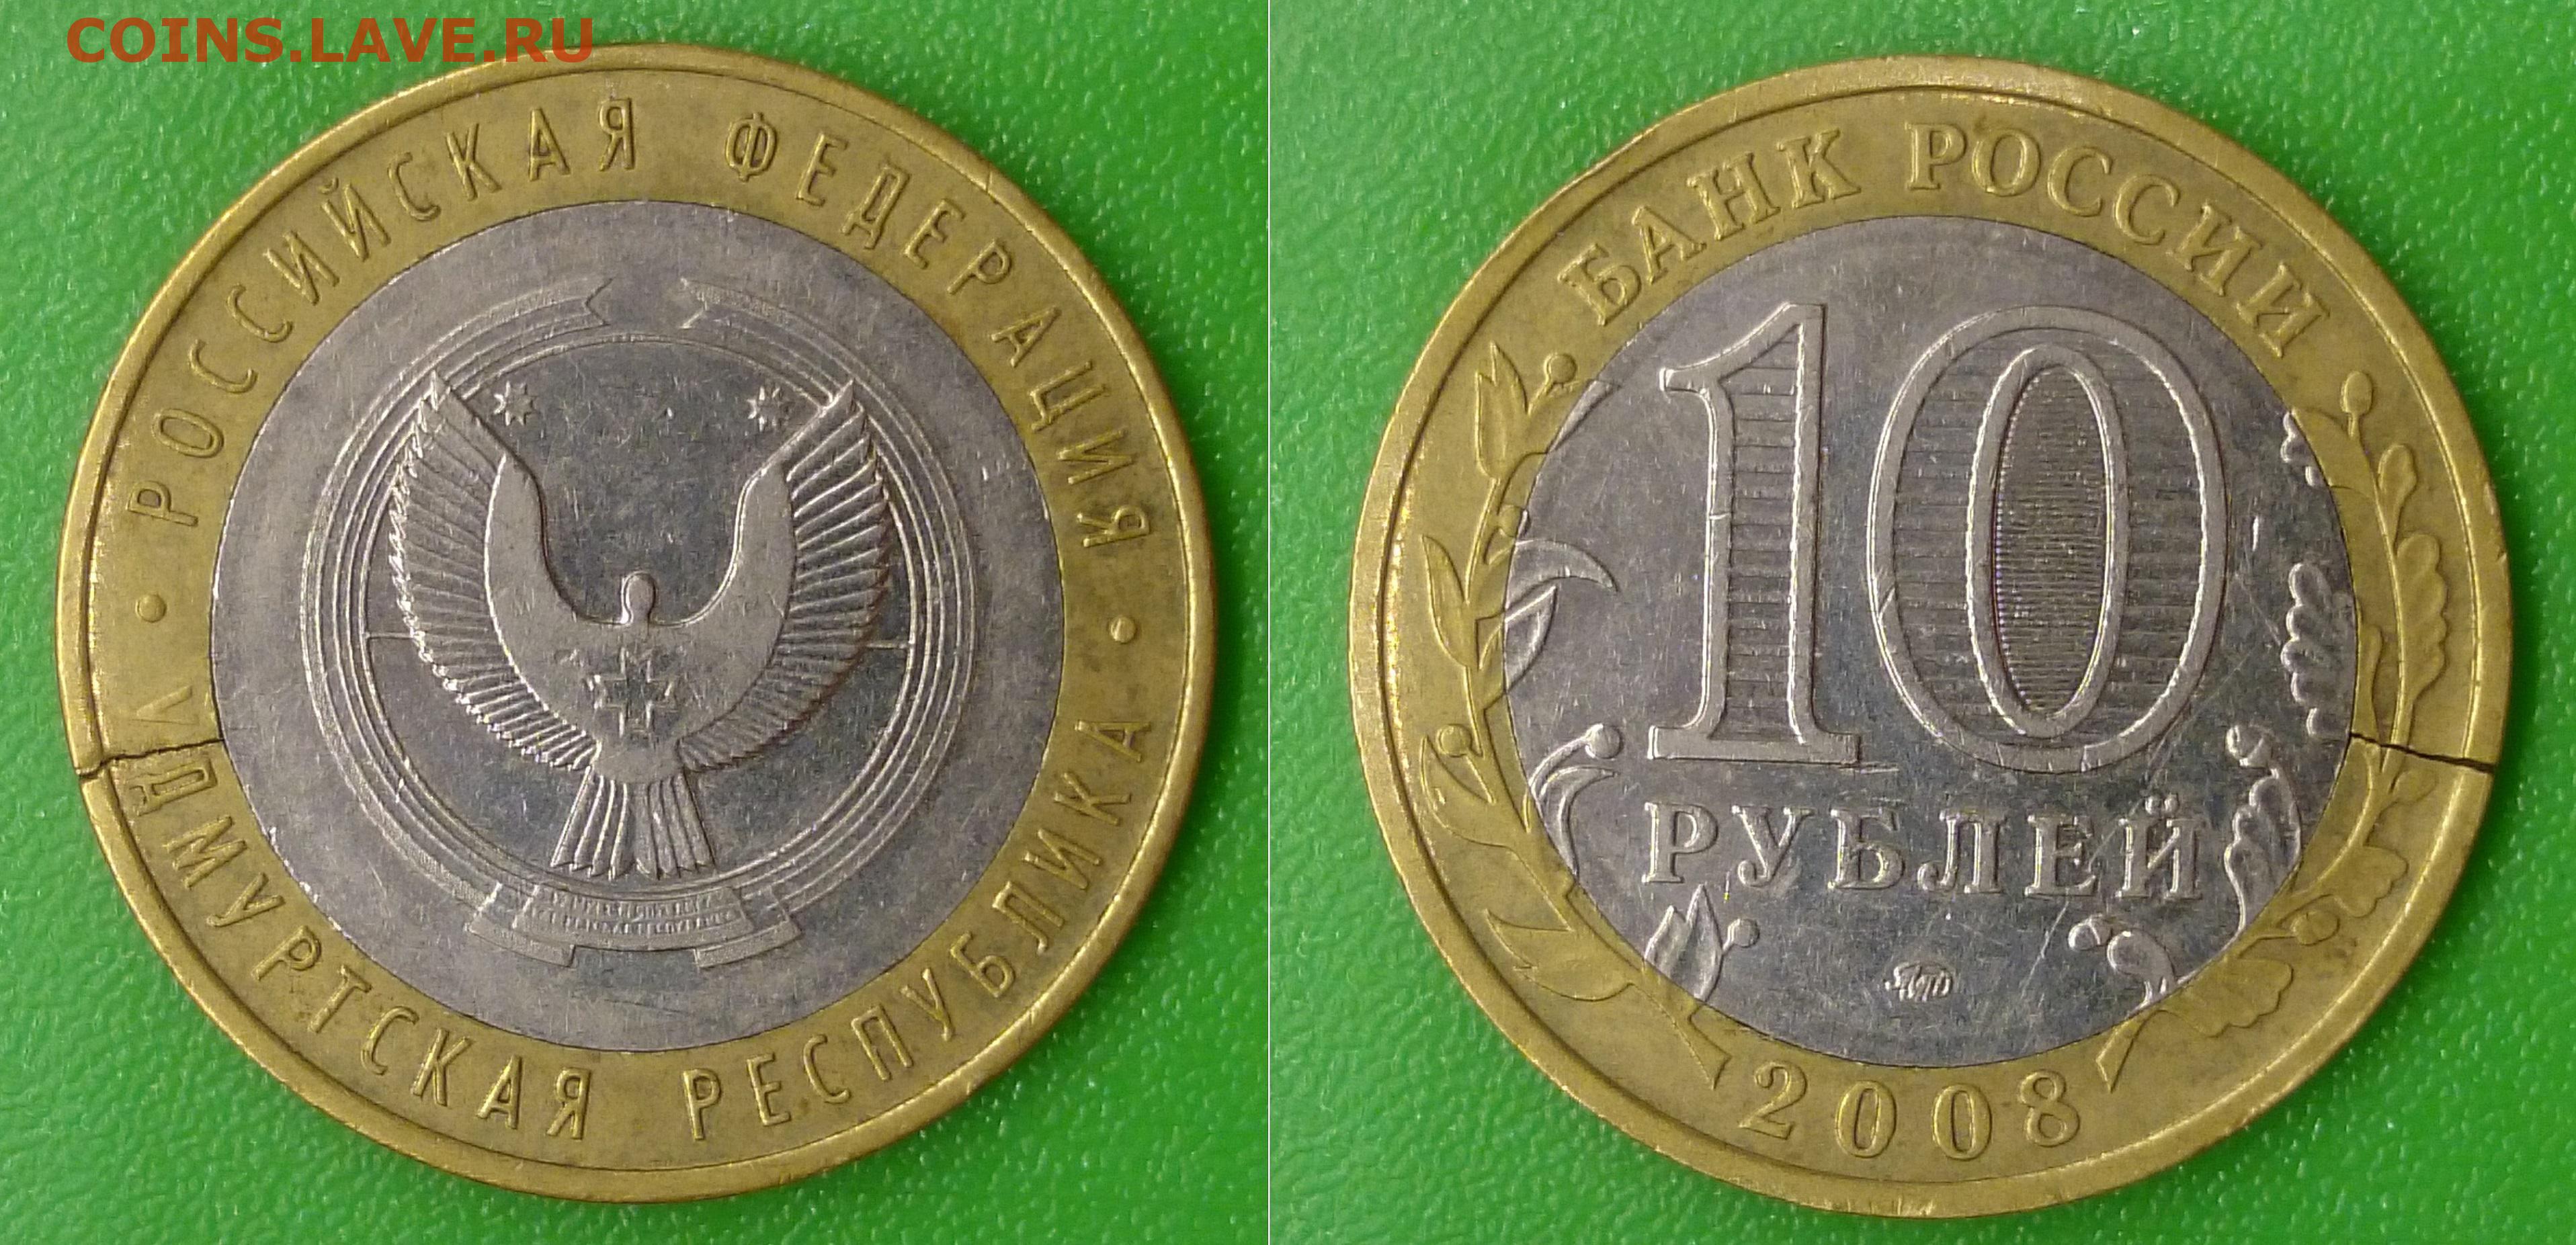 COINS.LAVE.RU
• РОССИЙСКАЯ ФЕДЕРАЦИЯ •
УДМУРТСКАЯ РЕСПУБЛИКА
БАНК РОССИИ
10
РУБЛЕЙ
2008